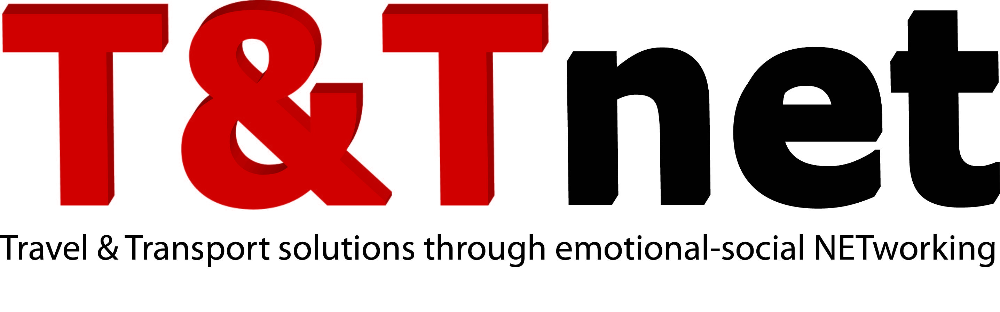 T&Tnet
Travel & Transport solutions through emotional-social NETworking